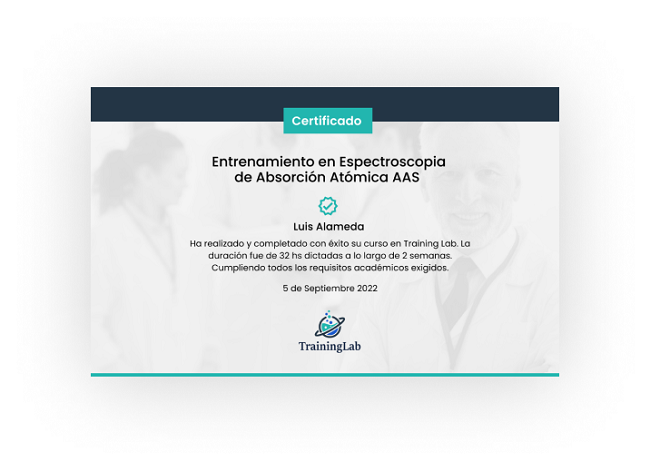 Certificado
Entrenamiento en Espectroscopia
de Absorción Atómica AAS
Luis Alameda
Ha realizado y completado con éxito su curso en Training Lab. La
duración fue de 32 hs dictadas a lo largo de 2 semanas.
Cumpliendo todos los requisitos académicos exigidos.
5 de Septiembre 2022
TrainingLab